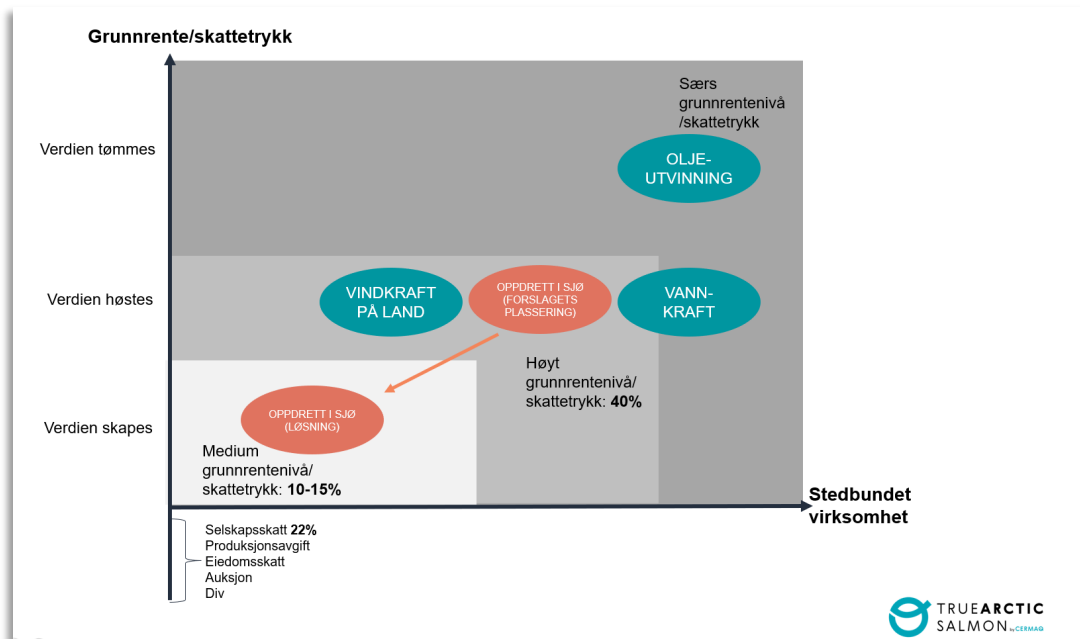 Grunnrente/skattetrykk
Særs
grunnrentenivå
/skattetrykk
Verdien tømmes
OLJE-
UTVINNING
Verdien høstes
VINDKRAFT
PÅ LAND
OPPDRETT I SJØ
(FORSLAGETS
PLASSERING)
VANN-
KRAFT
Høyt
grunnrentenivå/
skattetrykk: 40%
Verdien skapes
OPPDRETT I SJØ
(LØSNING)
Medium
grunnrentenivå/
skattetrykk: 10-15%
Stedbundet
virksomhet
Selskapsskatt 22%
Produksjonsavgift
Eiedomsskatt
Auksjon
Div
TRUEARCTIC
SALMON by CERMAQ